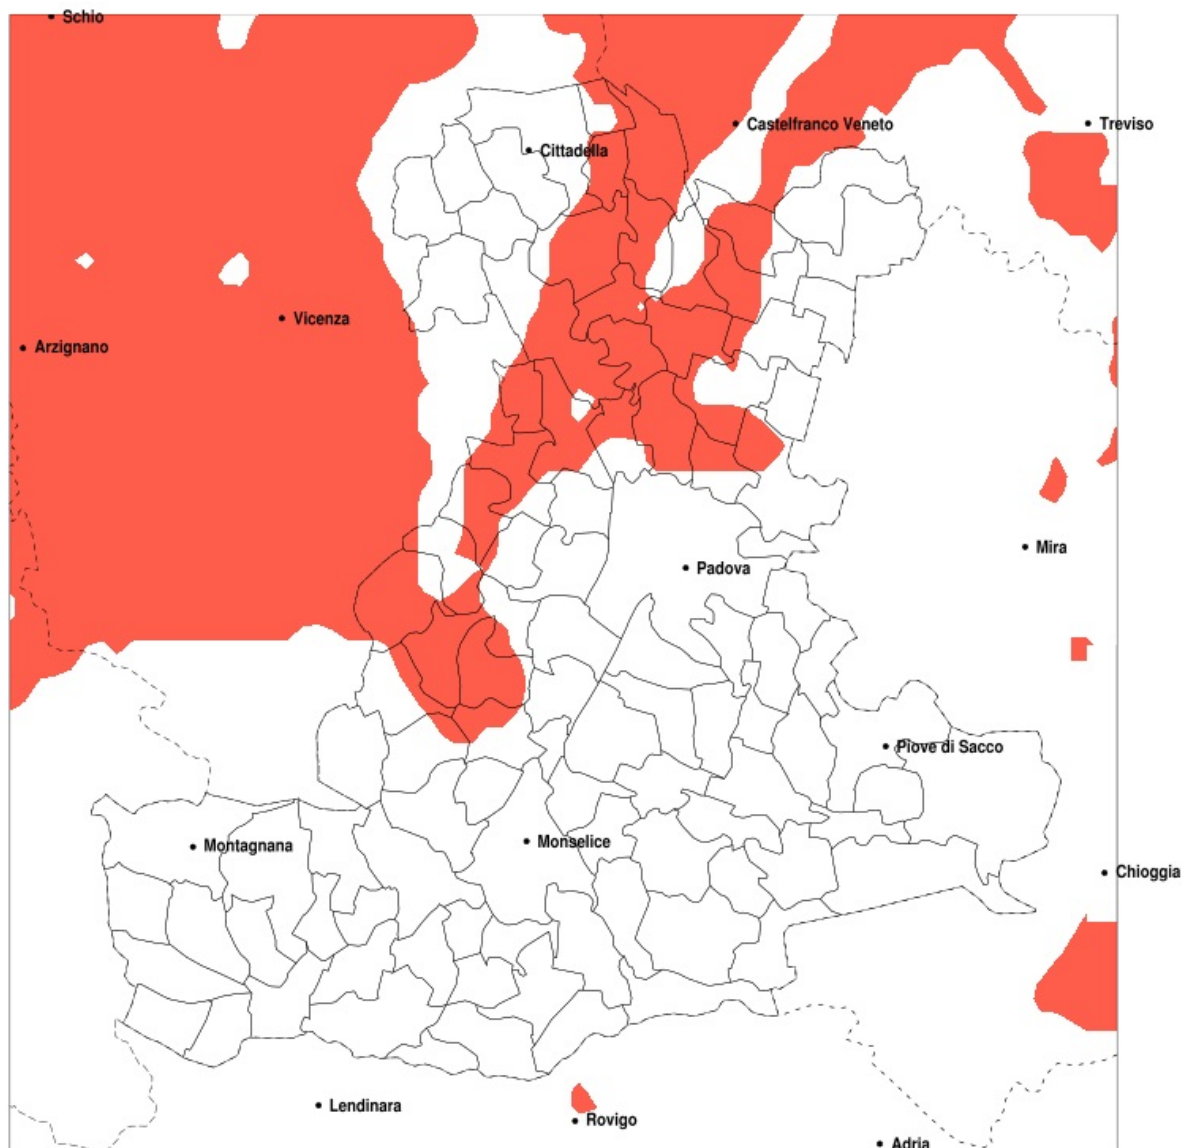 Schio
Castelfranco Veneto
Treviso
Cittadella
Vicenza
Arzignano
Mira
Padova
Piove di Sacco
Montagnana
Monselice
Chioggia
Lendinara
Rovigo
Adria